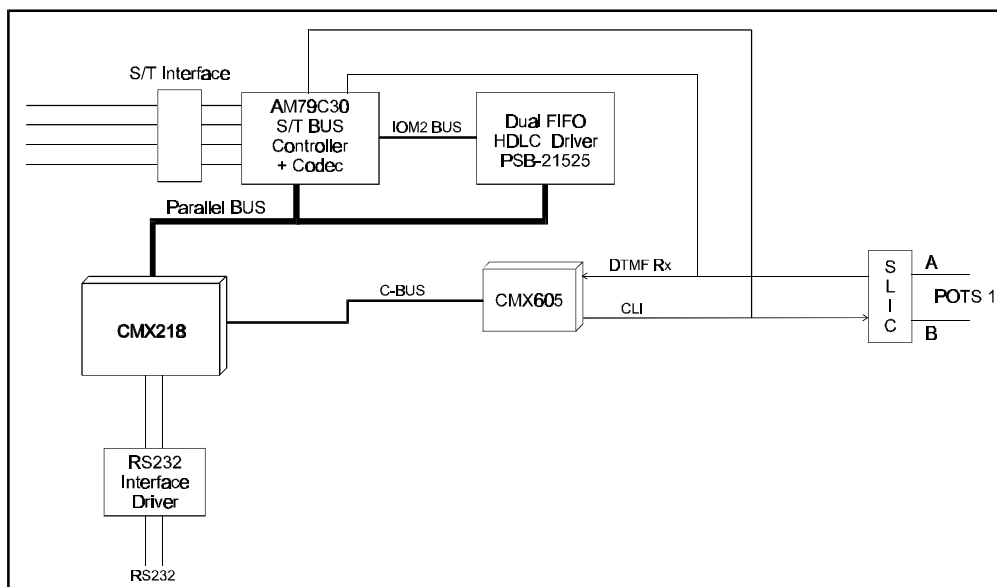 S/T Interface
AM79C30
S/T BUS
Controller
+ Codec
IOM2 BUS
Dual FIFO
HDLC Driver
PSB-21525
Parallel BUS
DTMF Rx
CMX605
CLI
C-BUS
CMX218
S
L
I
C
A
POTS 1
B
RS232
Interface
Driver
RS232